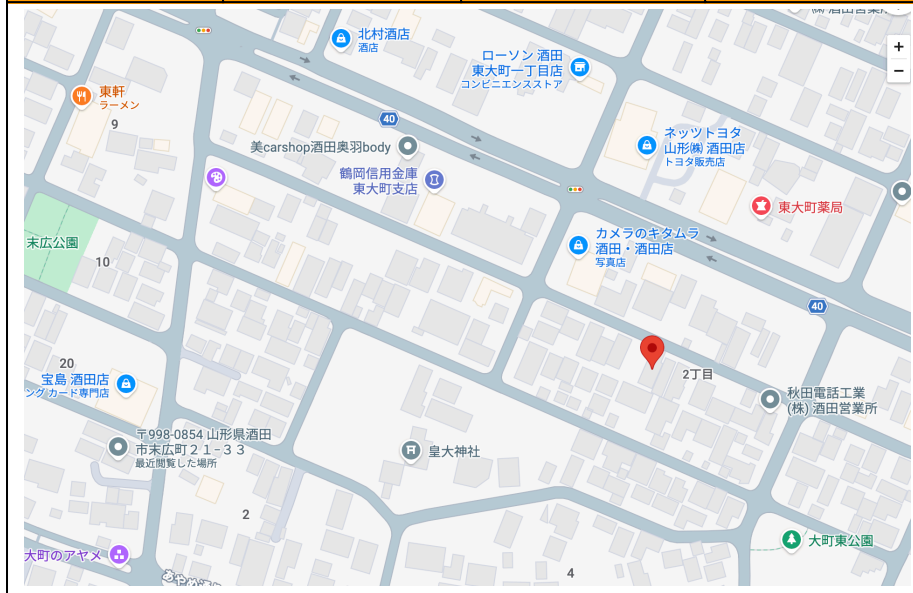 北村酒店
酒店
ローソン 酒田
東大町一丁目店
コンビニエンスストア
+
−
東軒
ラーメン
9
40
美carshop酒田奥羽body
ネッツトヨタ
山形㈱ 酒田店
トヨタ販売店
鶴岡信用金庫
東大町支店
東大町薬局
末広公園
カメラのキタムラ
酒田・酒田店
写真店
10
40
20
宝島 酒田店
ング カード専門店
2丁目
秋田電話工業
(株) 酒田営業所
〒998-0854 山形県酒田
市末広町２１−３３
最近閲覧した場所
皇大神社
2
大町のアヤメ
大町東公園
4